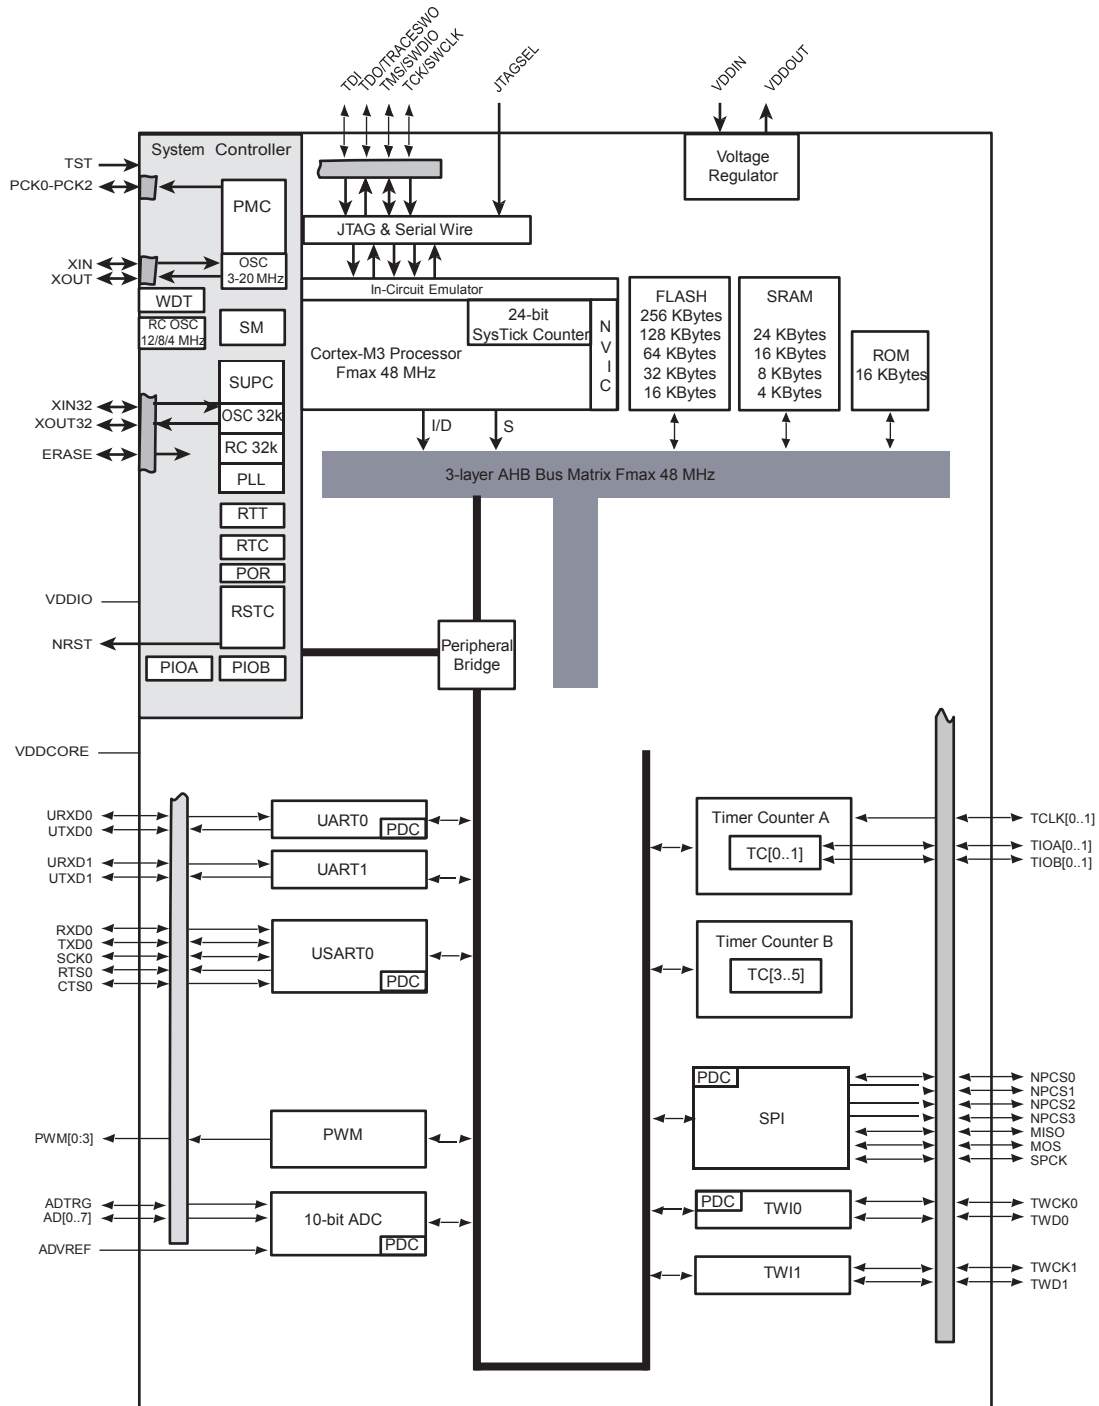 TDI
TDO/TRACESWO
TMS/SWDIO
TCK/SWCLK
JTAGSEL
VDDIN
VDDOUT
System Controller
Voltage
Regulator
TST
PCK0-PCK2
PMC
JTAG & Serial Wire
XIN
XOUT
OSC
3-20 MHz
In-Circuit Emulator
WDT
RC OSC
12/8/4 MHz
SM
24-bit
SysTick Counter
N
V
I
C
Cortex-M3 Processor
Fmax 48 MHz
FLASH
256 KBytes
128 KBytes
64 KBytes
32 KBytes
16 KBytes
SRAM
24 KBytes
16 KBytes
8 KBytes
4 KBytes
ROM
16 KBytes
SUPC
XIN32
XOUT32
OSC 32k
I/D
S
ERASE
RC 32k
PLL
3-layer AHB Bus Matrix Fmax 48 MHz
RTT
RTC
POR
VDDIO
RSTC
NRST
Peripheral
Bridge
PIOA
PIOB
VDDCORE
URXD0
UTXD0
UART0
PDC
URXD1
UTXD1
UART1
RXD0
TXD0
SCK0
RTS0
CTS0
USART0
PDC
PWM[0:3]
PWM
ADTRG
AD[0..7]
ADVREF
10-bit ADC
PDC
Timer Counter A
TC[0..1]
TCLK[0..1]
TIOA[0..1]
TIOB[0..1]
Timer Counter B
TC[3..5]
PDC
SPI
NPCS0
NPCS1
NPCS2
NPCS3
MISO
MOS
SPCK
PDC
TWI0
TWCK0
TWD0
TWI1
TWCK1
TWD1